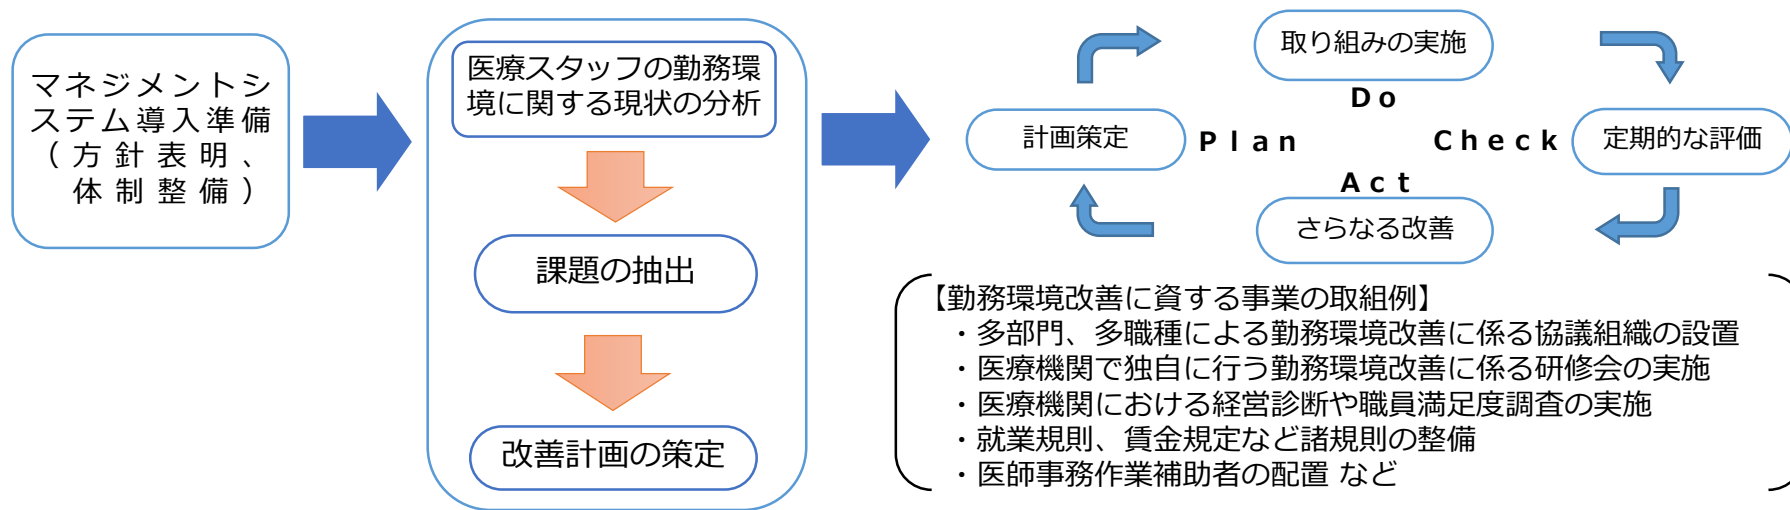 マネジメントシ
ステム導入準備
（方針表明、
体制整備）
医療スタッフの勤務環
境に関する現状の分析
課題の抽出
改善計画の策定
取り組みの実施
Do
計画策定
Plan
Check
定期的な評価
Act
さらなる改善
【勤務環境改善に資する事業の取組例】
・多部門、多職種による勤務環境改善に係る協議組織の設置
・医療機関で独自に行う勤務環境改善に係る研修会の実施
・医療機関における経営診断や職員満足度調査の実施
・就業規則、賃金規定など諸規則の整備
・医師事務作業補助者の配置 など